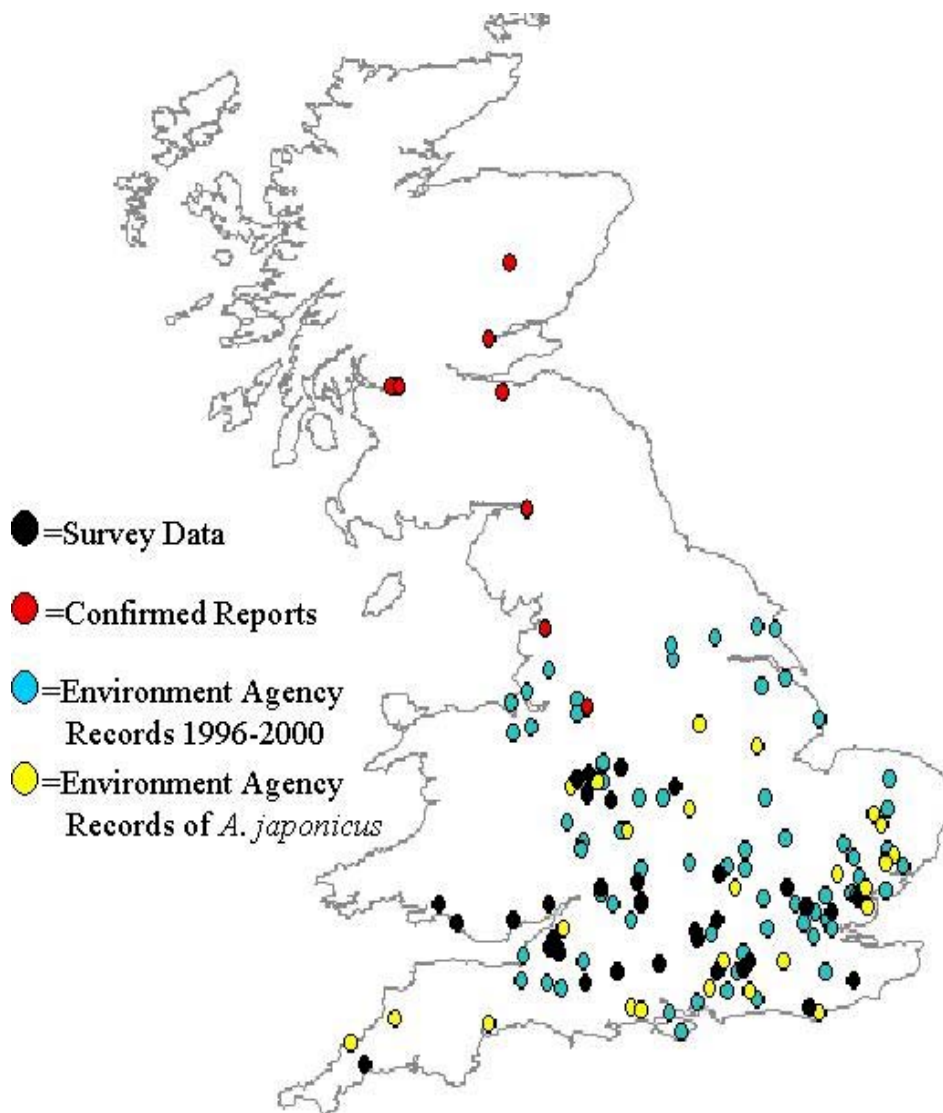 =Survey Data
=Confirmed Reports
=Environment Agency
Records 1996-2000
=Environment Agency
Records of A. japonicus